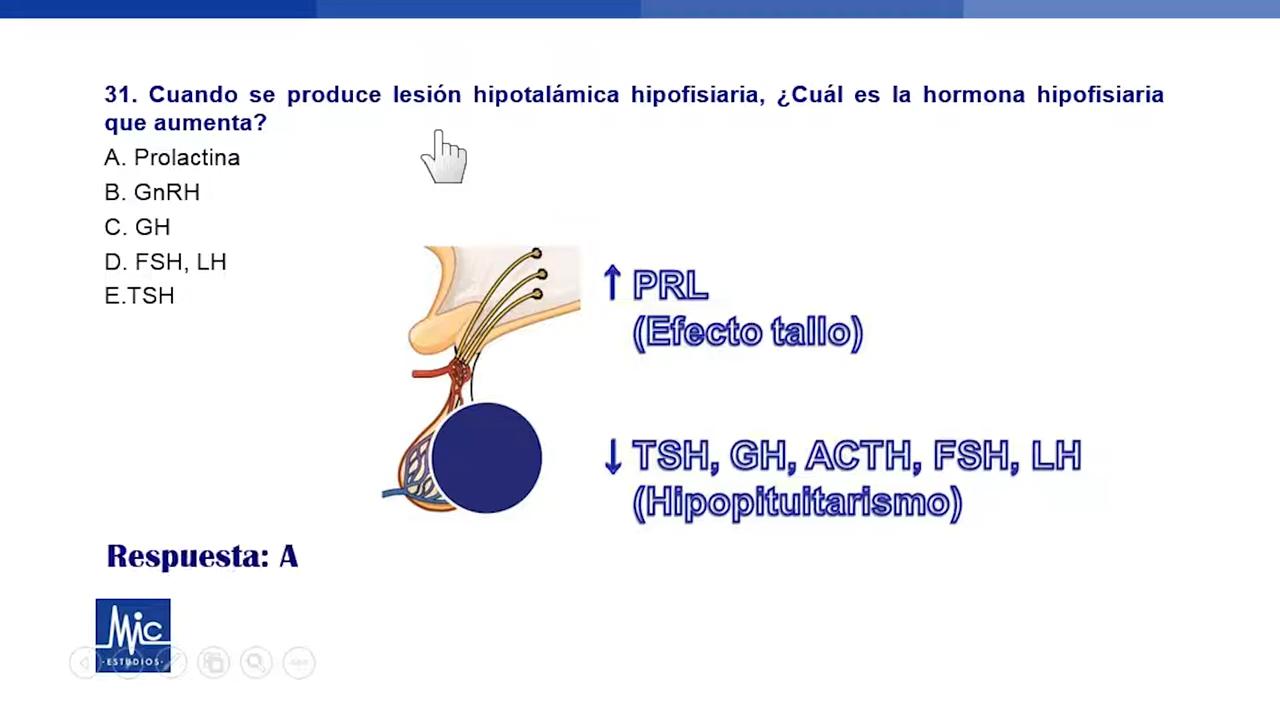 31. Cuando se produce lesión hipotalámica hipofisiaria, ¿Cuál es la hormona hipofisiaria
que aumenta?
A. Prolactina
B. GnRH
C. GH
D. FSH, LH
E.TSH
↑ PRL
(Efecto tallo)
↓ TSH, GH, ACTH, FSH, LH
(Hipopituitarismo)
Respuesta: A
Mic
·ESTUDIOS·